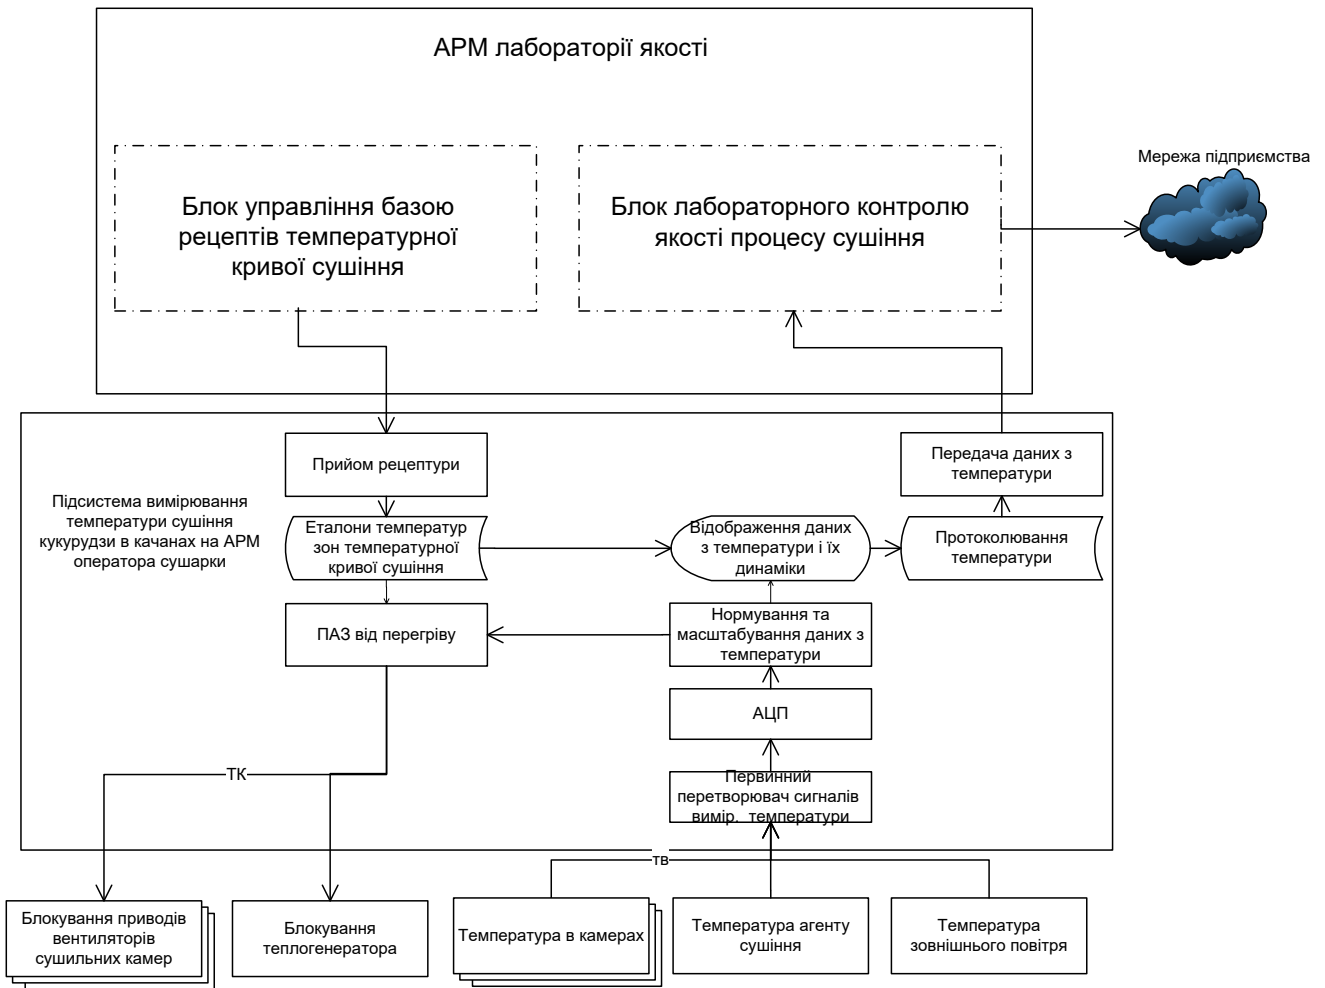 АРМ лабораторії якості
Мережа підприємства
Блок управління базою
рецептів температурної
кривої сушіння
Блок лабораторного контролю
якості процесу сушіння
Прийом рецептури
Передача даних з
температури
Підсистема вимірювання
температури сушіння
кукурудзи в качанах на АРМ
оператора сушарки
Еталони температур
зон температурної
кривої сушіння
Відображення даних
з температури і їх
динаміки
Протоколювання
температури
ПАЗ від перегріву
Нормування та
масштабування даних з
температури
АЦП
ТК
Первинний
перетворювач сигналів
вимір. температури
тв
Блокування приводів
вентиляторів
сушильних камер
Блокування
теплогенератора
Температура в камерах
Температура агенту
сушіння
Температура
зовнішнього повітря